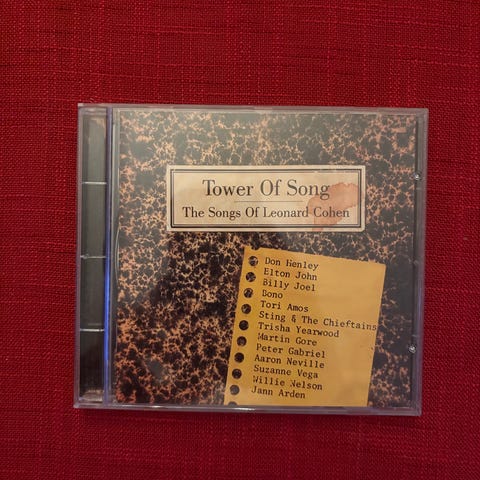 Tower Of Song
The Songs Of Leonard Cohen
Don Henley
Elton John
Billy Joel
Bono
Tori Amos
Sting & The Chieftains
Trisha Yearwood
Martin Gore
Peter Gabriel
Aaron Neville
Suzanne Vega
Willie Nelson
Jann Arden